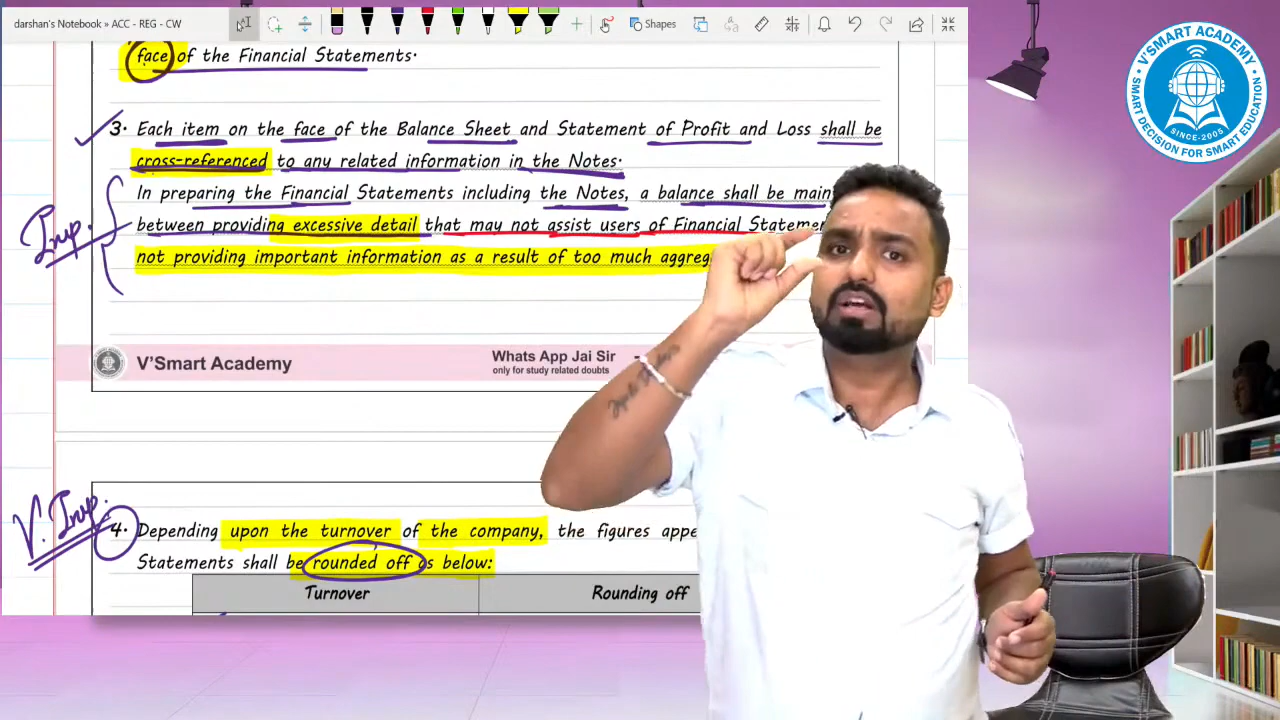 darshan's Notebook » ACC - REG - CW
Shapes
face of the Financial Statements.
3. Each item on the face of the Balance Sheet and Statement of Profit and Loss shall be
cross-referenced to any related information in the Notes.
In preparing the Financial Statements including the Notes, a balance shall be
between providing excessive detail that may not assist users of Financial
not providing important information as a result of too much
Imp.
V'Smart Academy
Whats App Jai Sir -
only for study related doubts
V. Imp.
4. Depending upon the turnover of the company, the figures
Statements shall be rounded off as below:
Turnover
Rounding off
V'SMART ACADEMY
SMART DECISION FOR SMART EDUCATION
SINCE-2005